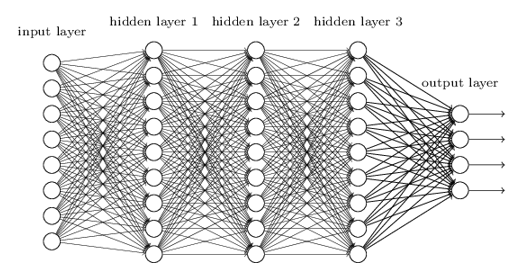 hidden layer 1
hidden layer 2
hidden layer 3
input layer
output layer